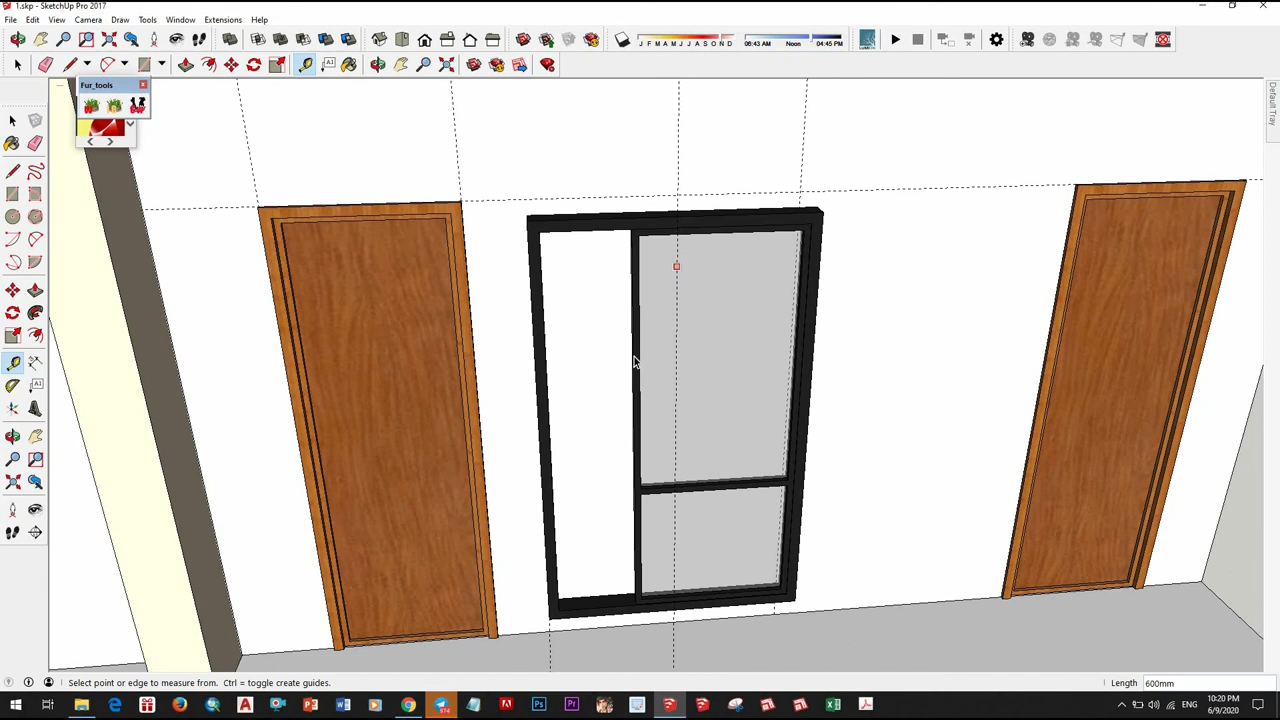 1.skp - SketchUp Pro 2017
File Edit View Camera Draw Tools Window Extensions Help
J F M A M J J A S O N D 06:43 AM Noon 04:45 PM
Fur_tools
Default Tray
Select point or edge to measure from. Ctrl = toggle create guides. Length 600mm
10:20 PM
6/9/2020